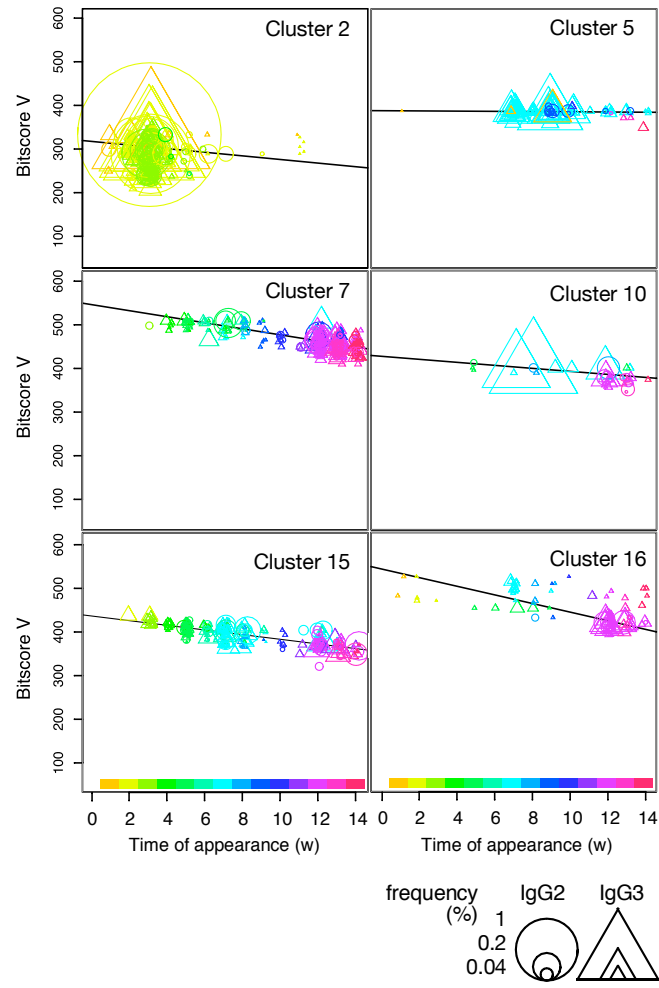 Cluster 2
Cluster 5
Bitscore V
600
500
400
300
200
100
Cluster 7
Cluster 10
Bitscore V
600
500
400
300
200
100
Cluster 15
Cluster 16
Bitscore V
600
500
400
300
200
100
0 2 4 6 8 10 12 14
0 2 4 6 8 10 12 14
Time of appearance (w)
Time of appearance (w)
frequency (%)
IgG2
IgG3
1
0.2
0.04